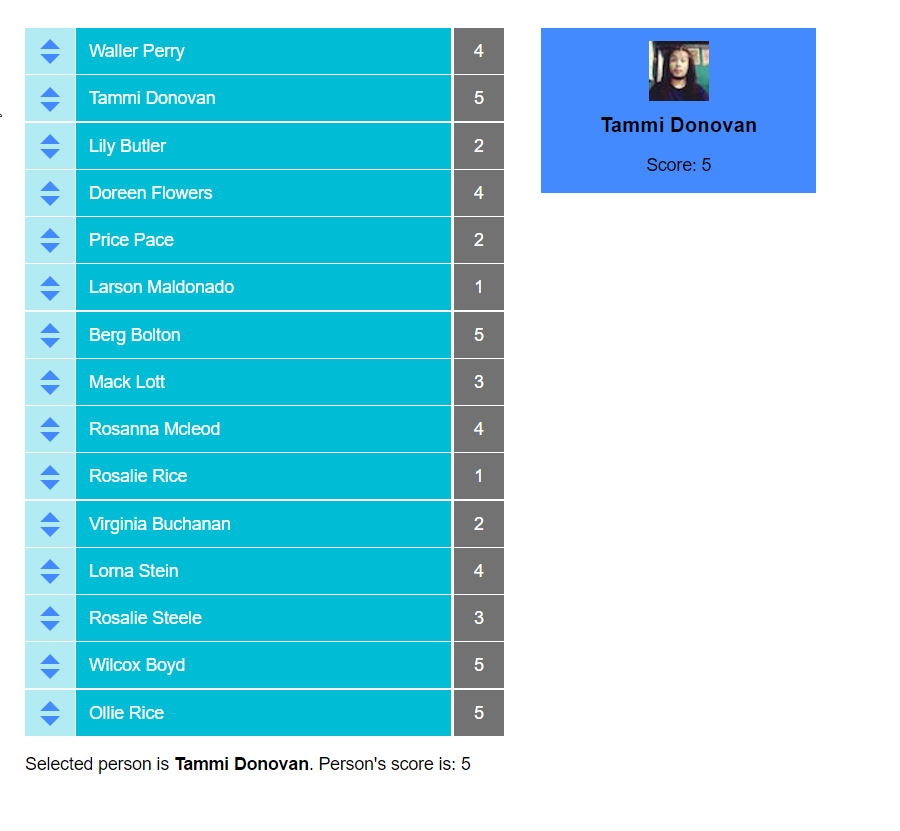 Waller Perry 4
Tammi Donovan 5
Lily Butler 2
Doreen Flowers 4
Price Pace 2
Larson Maldonado 1
Berg Bolton 5
Mack Lott 3
Rosanna Mcleod 4
Rosalie Rice 1
Virginia Buchanan 2
Lorna Stein 4
Rosalie Steele 3
Wilcox Boyd 5
Ollie Rice 5
Selected person is Tammi Donovan. Person's score is: 5
Tammi Donovan
Score: 5